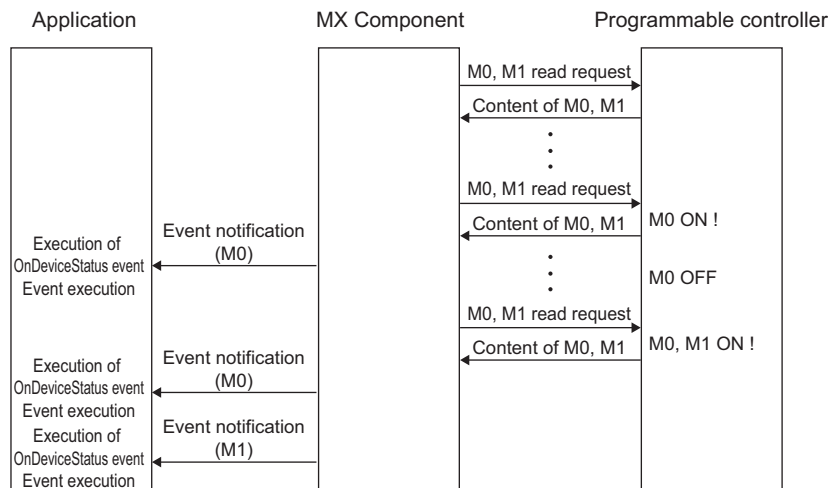 Application
MX Component
Programmable controller
M0, M1 read request
Content of M0, M1
M0, M1 read request
Content of M0, M1
M0 ON !
Event notification
(M0)
Execution of
OnDeviceStatus event
Event execution
M0 OFF
M0, M1 read request
Content of M0, M1
M0, M1 ON !
Event notification
(M0)
Execution of
OnDeviceStatus event
Event execution
Event notification
(M1)
Execution of
OnDeviceStatus event
Event execution